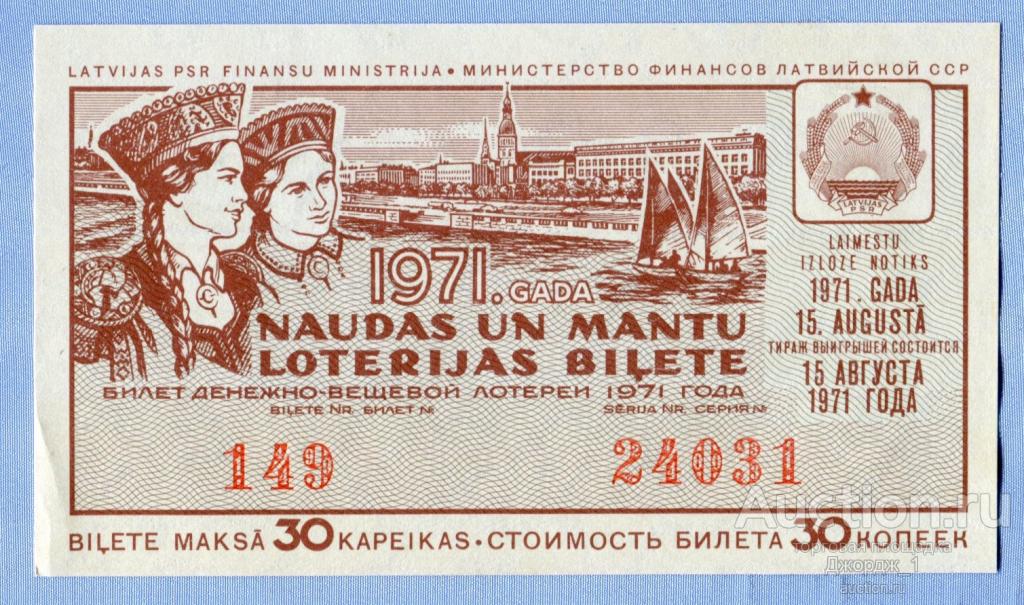 LATVIJAS PSR FINANSU MINISTRIJA • МИНИСТЕРСТВО ФИНАНСОВ ЛАТВИЙСКОЙ ССР
LATVIJAS
PSR
1971. GADA
NAUDAS UN MANTU
LOTERIJAS BIĻETE
БИЛЕТ ДЕНЕЖНО-ВЕЩЕВОЙ ЛОТЕРЕИ 1971 ГОДА
BIĻETE NR. БИЛЕТ № SĒRIJA NR. СЕРИЯ №
149 24031
LAIMESTU
IZLOZE NOTIKS
1971. GADA
15. AUGUSTĀ
ТИРАЖ ВЫИГРЫШЕЙ СОСТОИТСЯ
15 АВГУСТА
1971 ГОДА
BIĻETE MAKSĀ 30 KAPEIKAS • СТОИМОСТЬ БИЛЕТА 30 КОПЕЕК
Auction.ru
торговая площадка
Джордж_1
auction.ru